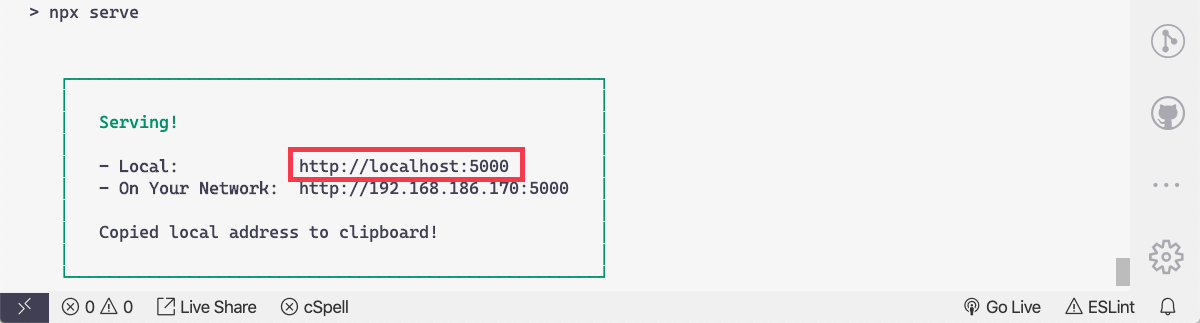 > npx serve
Serving!
- Local: http://localhost:5000
- On Your Network: http://192.168.186.170:5000
Copied local address to clipboard!
0 0 Live Share cSpell Go Live ESLint